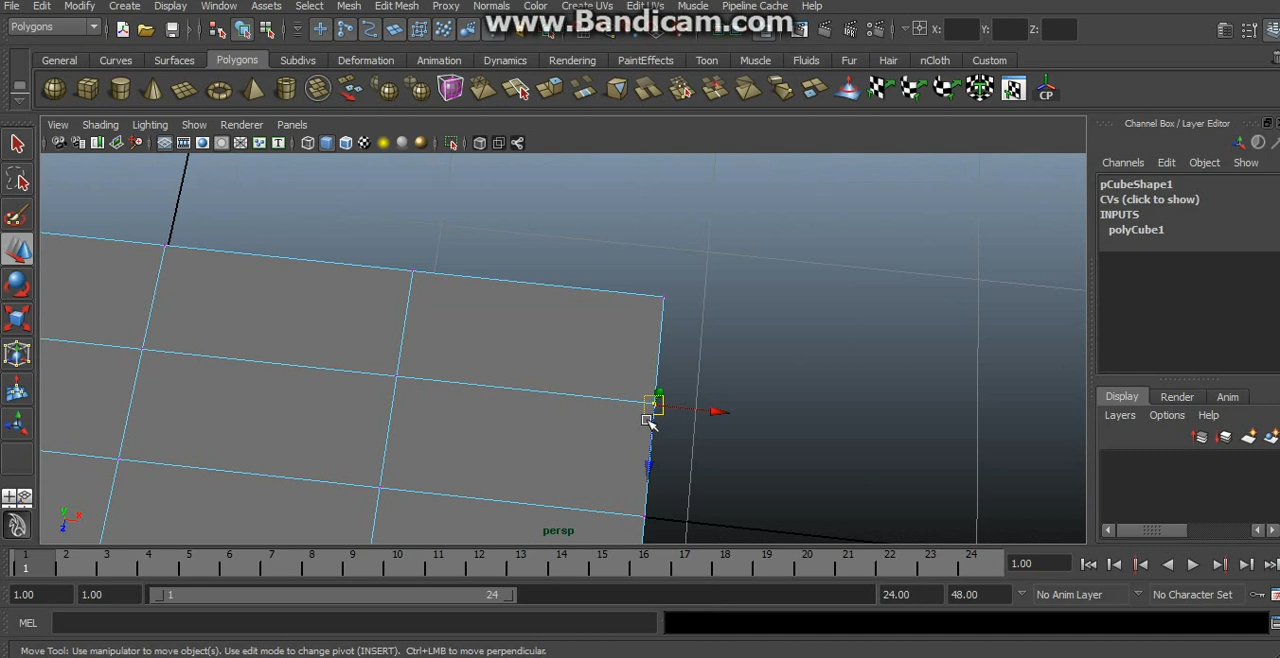 File Edit Modify Create Display Window Assets Select Mesh Edit Mesh Proxy Normals Color Create UVs Edit UVs Muscle Pipeline Cache Help
www.Bandicam.com
Polygons X: Y: Z:
General Curves Surfaces Polygons Subdivs Deformation Animation Dynamics Rendering PaintEffects Toon Muscle Fluids Fur Hair nCloth Custom
CP
View Shading Lighting Show Renderer Panels
T
Channel Box / Layer Editor
Channels Edit Object Show
pCubeShape1
CVs (click to show)
INPUTS
polyCube1
Display Render Anim
Layers Options Help
y x z
persp
1 2 3 4 5 6 7 8 9 10 11 12 13 14 15 16 17 18 19 20 21 22 23 24
1 1.00
1.00 1.00 1 24 24.00 48.00 No Anim Layer No Character Set
MEL
Move Tool: Use manipulator to move object(s). Use edit mode to change pivot (INSERT). Ctrl+LMB to move perpendicular.